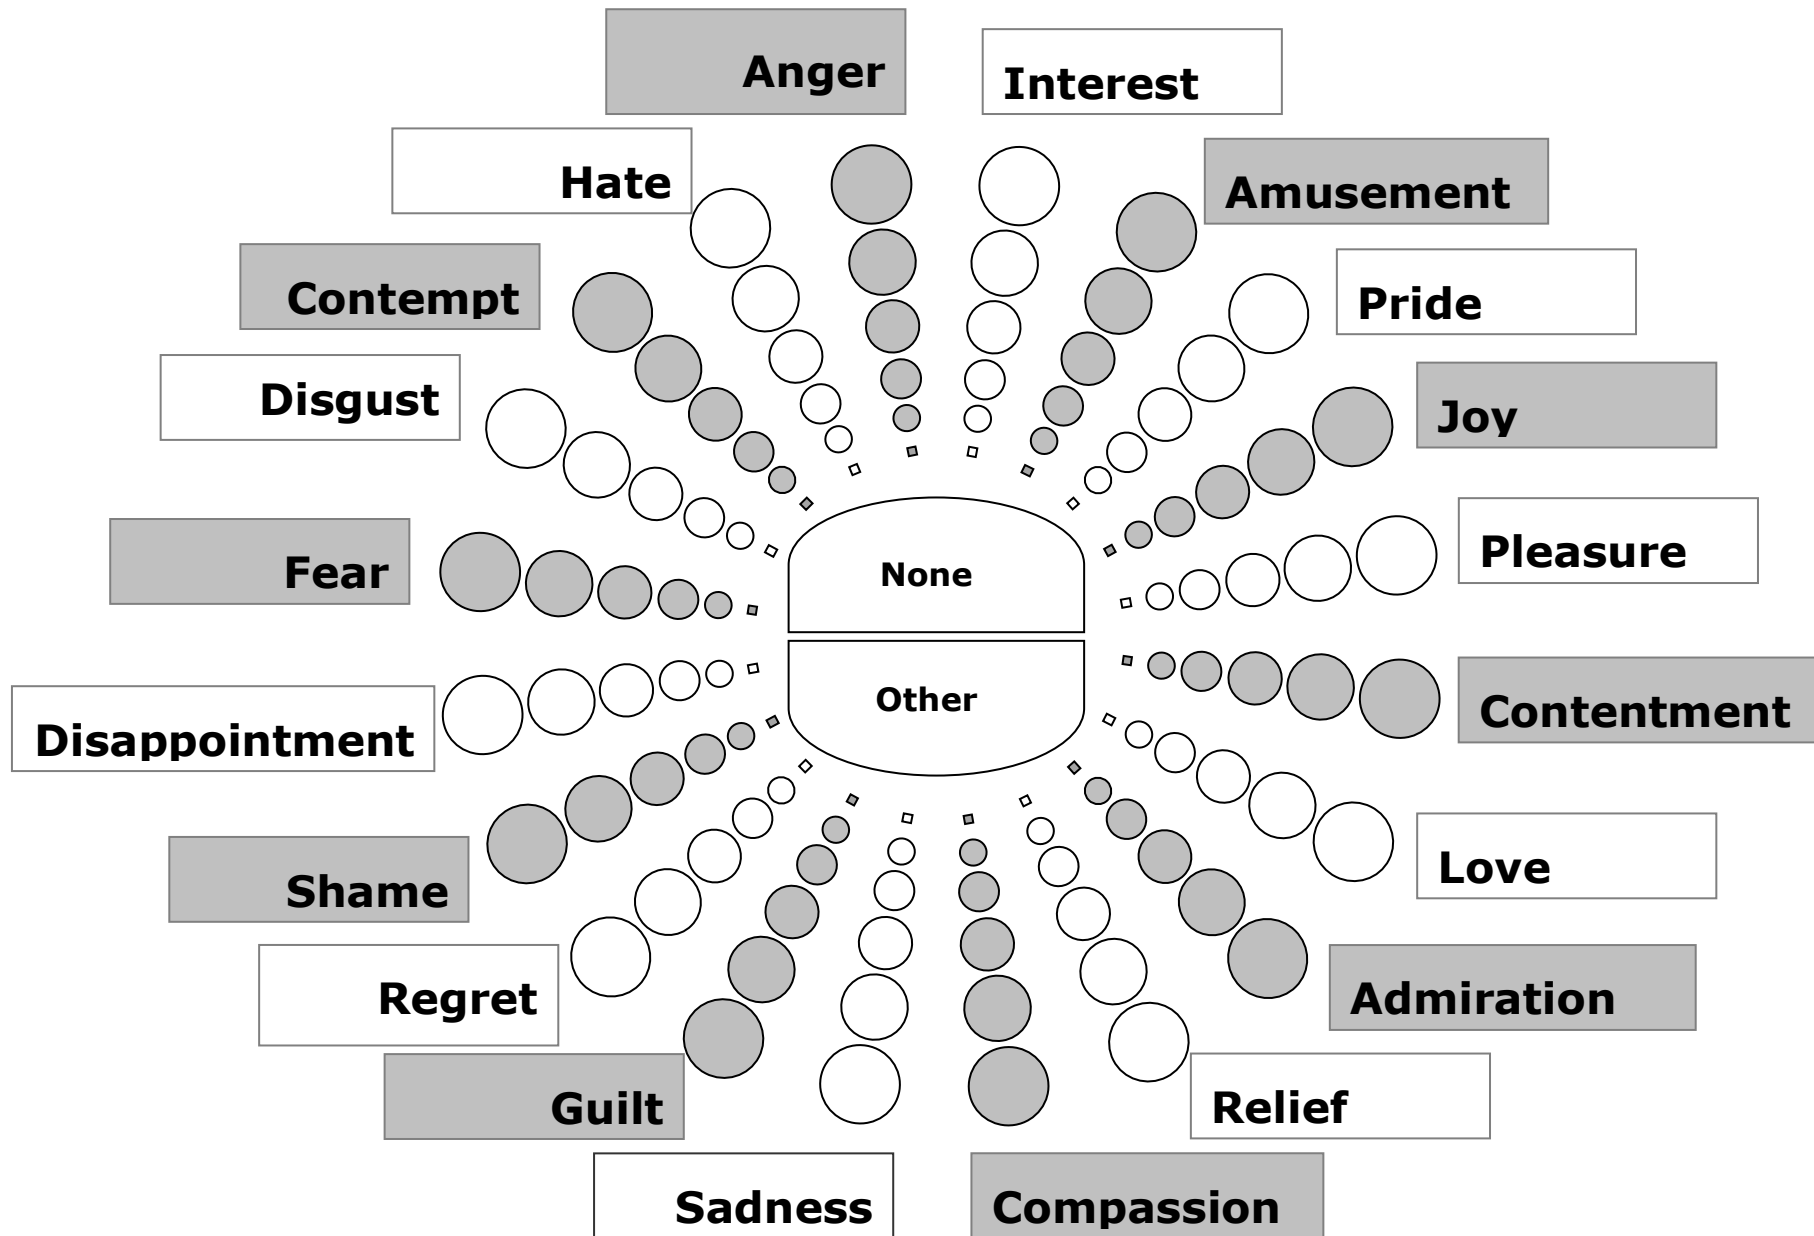 Anger
Interest
Hate
Amusement
Contempt
Pride
Disgust
Joy
Fear
Pleasure
None
Other
Disappointment
Contentment
Shame
Love
Regret
Admiration
Guilt
Relief
Sadness
Compassion